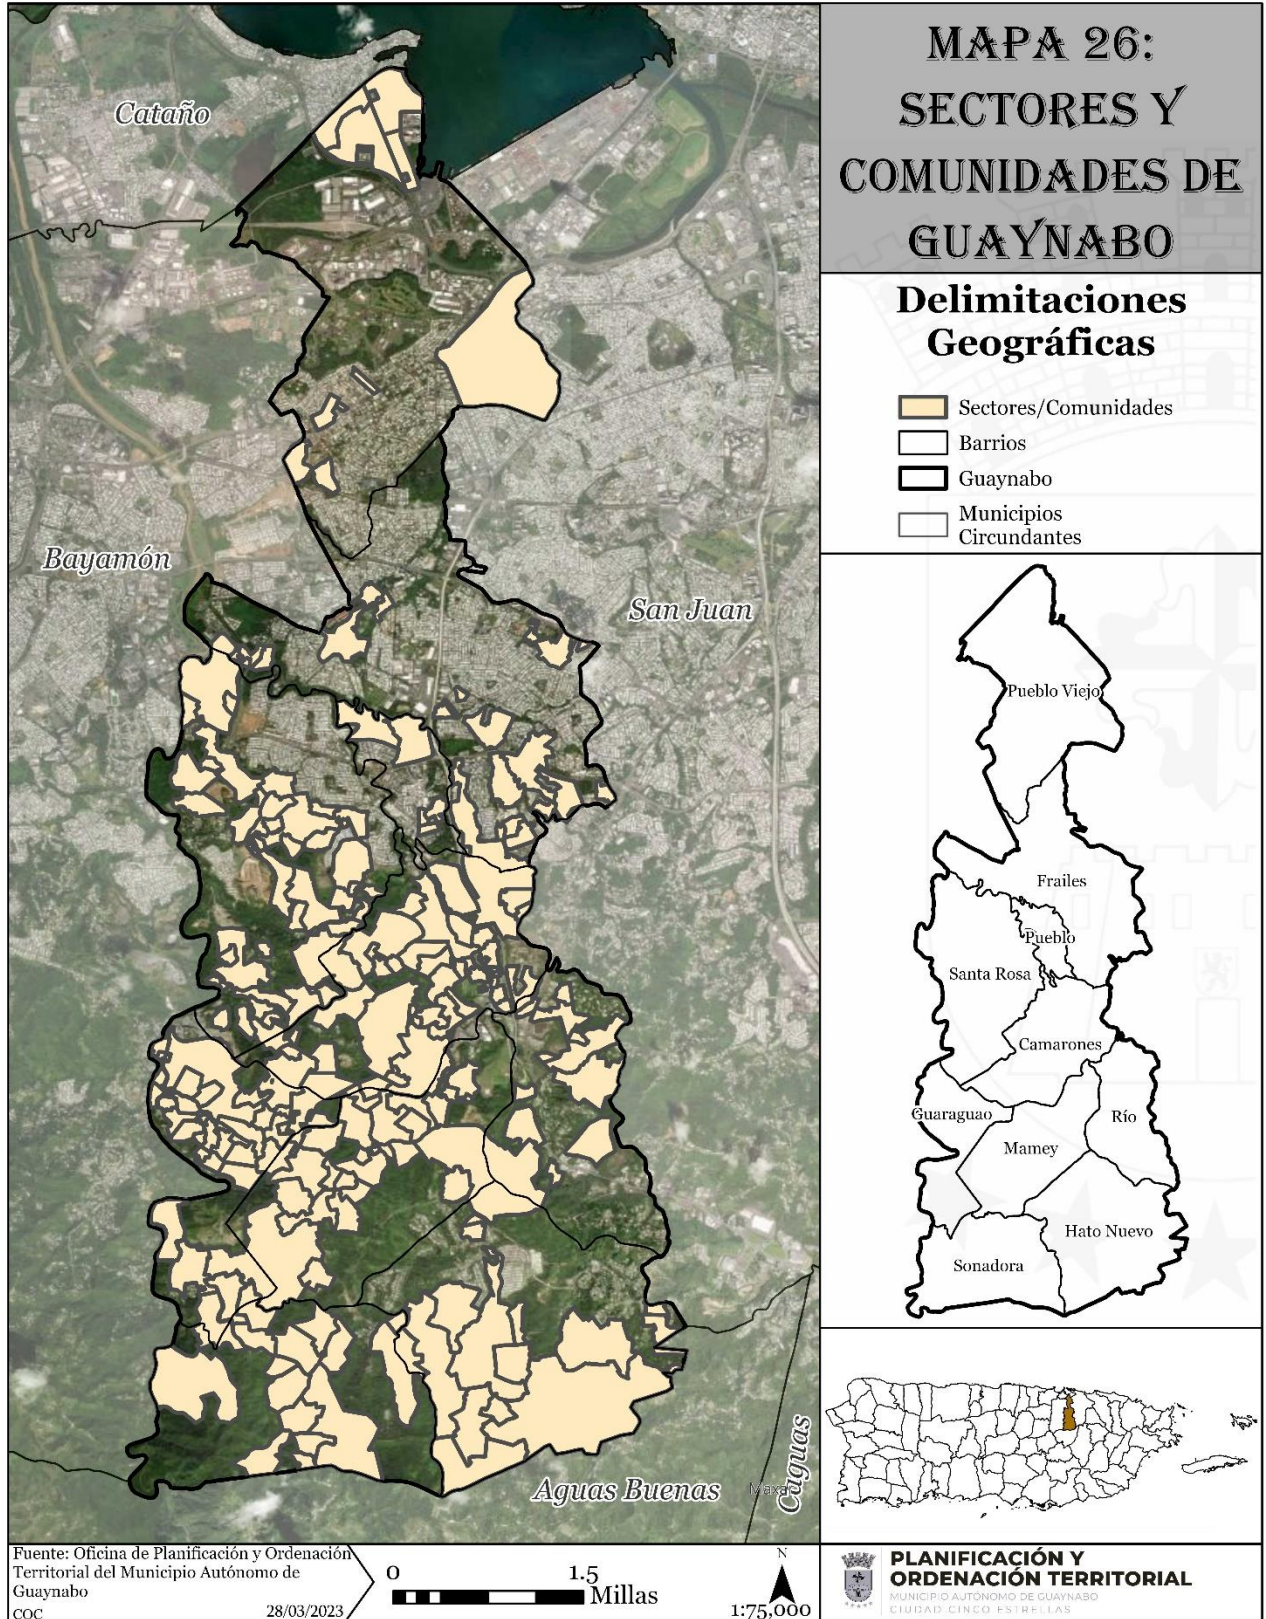 MAPA 26:
SECTORES Y
COMUNIDADES DE
GUAYNABO
Delimitaciones
Geográficas
Sectores/Comunidades
Barrios
Guaynabo
Municipios
Circundantes
Cataño
Bayamón
San Juan
Aguas Buenas
Caguas
Pueblo Viejo
Frailes
Pueblo
Santa Rosa
Camarones
Guaraguao
Río
Mamey
Hato Nuevo
Sonadora
Fuente: Oficina de Planificación y Ordenación
Territorial del Municipio Autónomo de
Guaynabo
COC
28/03/2023
0
1.5
Millas
N
1:75,000
PLANIFICACIÓN Y
ORDENACIÓN TERRITORIAL
MUNICIPIO AUTÓNOMO DE GUAYNABO
CIUDAD CINCO ESTRELLAS